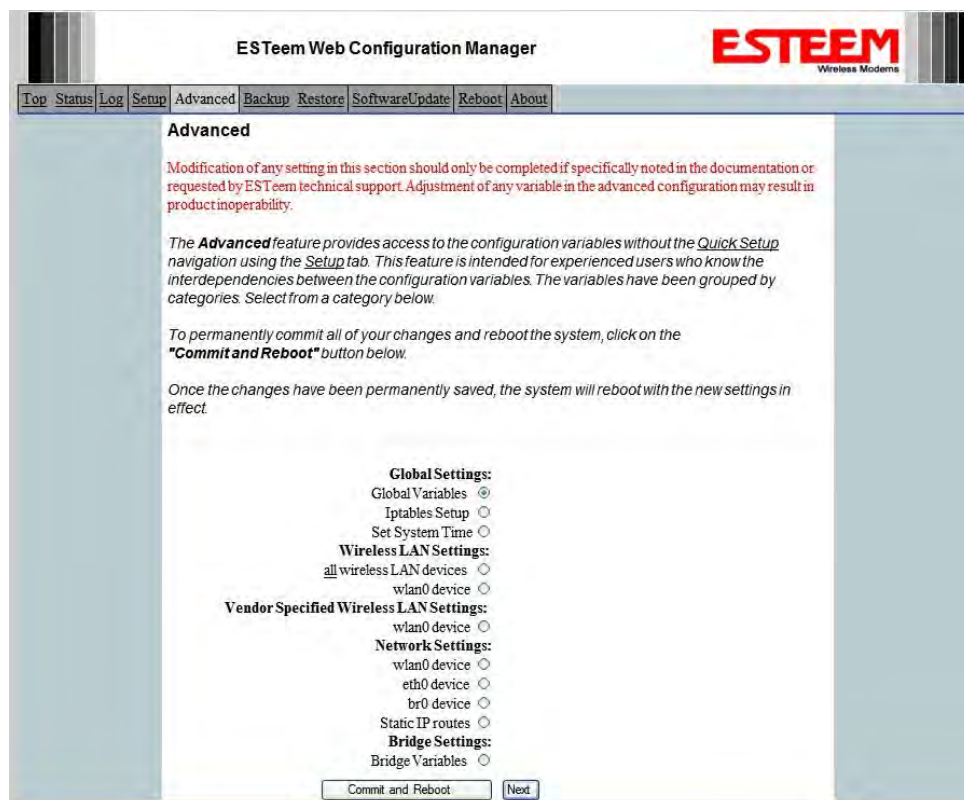 ESTeem Web Configuration Manager
ESTEEM
Wireless Modems
Top Status Log Setup Advanced Backup Restore SoftwareUpdate Reboot About
Advanced
Modification of any setting in this section should only be completed if specifically noted in the documentation or
requested by ESTeem technical support. Adjustment of any variable in the advanced configuration may result in
product inoperability.
The Advanced feature provides access to the configuration variables without the Quick Setup
navigation using the Setup tab. This feature is intended for experienced users who know the
interdependencies between the configuration variables. The variables have been grouped by
categories. Select from a category below.
To permanently commit all of your changes and reboot the system, click on the
"Commit and Reboot" button below.
Once the changes have been permanently saved, the system will reboot with the new settings in
effect.
Global Settings:
Global Variables
Iptables Setup
Set System Time
Wireless LAN Settings:
all wireless LAN devices
wlan0 device
Vendor Specified Wireless LAN Settings:
wlan0 device
Network Settings:
wlan0 device
eth0 device
br0 device
Static IP routes
Bridge Settings:
Bridge Variables
Commit and Reboot Next